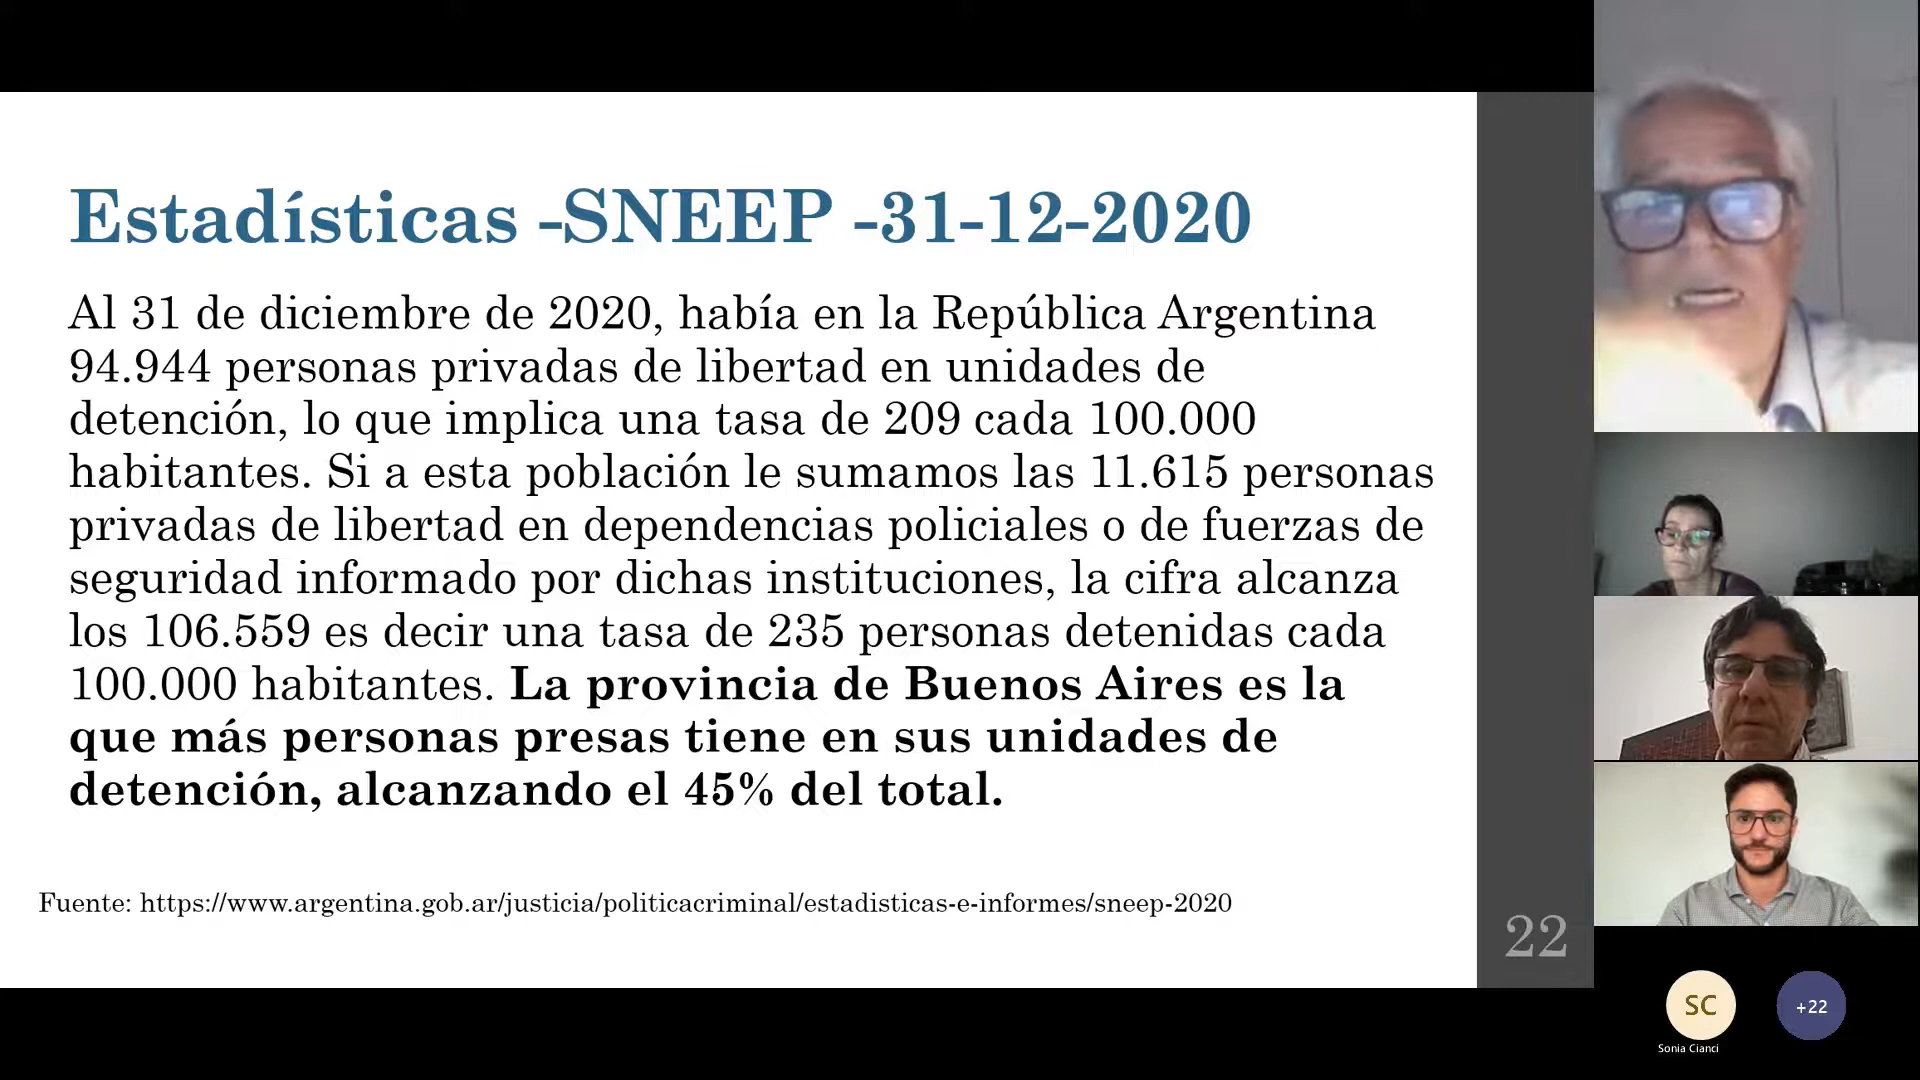 Estadísticas -SNEEP -31-12-2020
Al 31 de diciembre de 2020, había en la República Argentina
94.944 personas privadas de libertad en unidades de
detención, lo que implica una tasa de 209 cada 100.000
habitantes. Si a esta población le sumamos las 11.615 personas
privadas de libertad en dependencias policiales o de fuerzas de
seguridad informado por dichas instituciones, la cifra alcanza
los 106.559 es decir una tasa de 235 personas detenidas cada
100.000 habitantes. La provincia de Buenos Aires es la
que más personas presas tiene en sus unidades de
detención, alcanzando el 45% del total.
Fuente: https://www.argentina.gob.ar/justicia/politicacriminal/estadisticas-e-informes/sneep-2020
22
SC
+22
Sonia Cianci